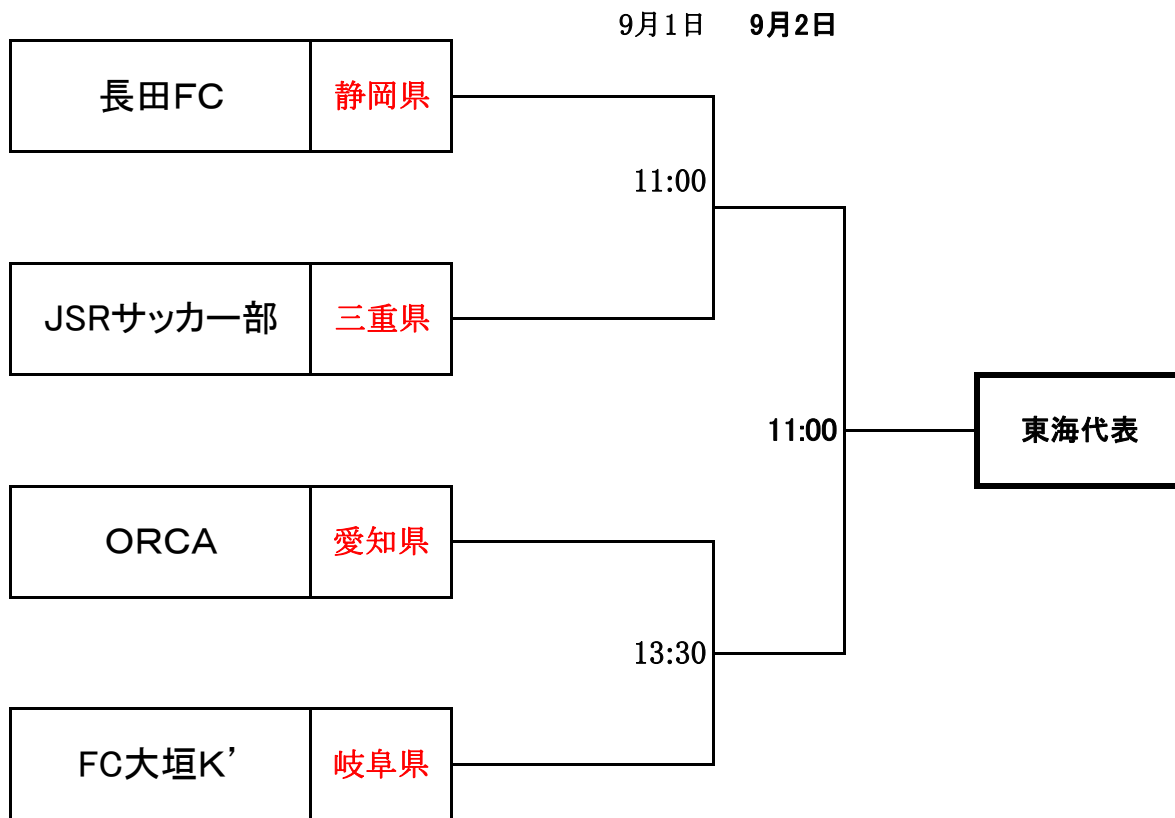 9月1日 9月2日
長田FC 静岡県
11:00
JSRサッカー部 三重県
11:00 東海代表
ORCA 愛知県
13:30
FC大垣K’ 岐阜県